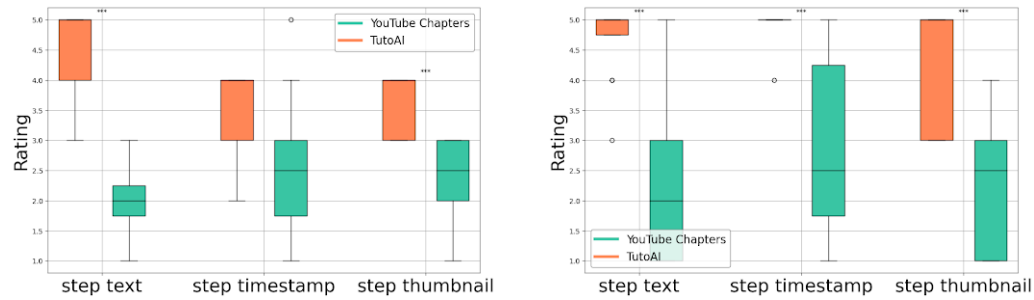 ***
YouTube Chapters
TutoAI
***
5.0
4.5
4.0
3.5
3.0
2.5
2.0
1.5
1.0
Rating
step text
step timestamp
step thumbnail
***
***
***
5.0
4.5
4.0
3.5
3.0
2.5
2.0
1.5
1.0
Rating
YouTube Chapters
TutoAI
step text
step timestamp
step thumbnail